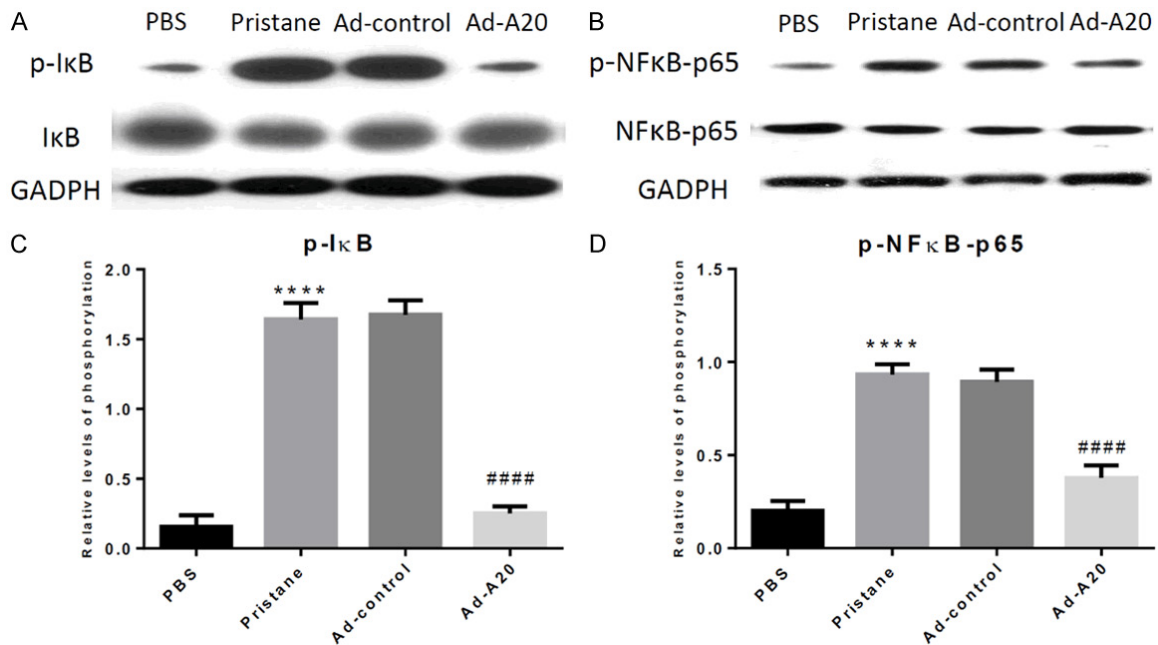 A
PBS Pristane Ad-control Ad-A20
p-IκB
IκB
GADPH
B
PBS Pristane Ad-control Ad-A20
p-NFκB-p65
NFκB-p65
GADPH
C
p-IκB
Relative levels of phosphorylation
2.0
1.5
1.0
0.5
0.0
****
####
PBS
Pristane
Ad-control
Ad-A20
D
p-NFκB-p65
Relative levels of phosphorylation
1.5
1.0
0.5
0.0
****
####
PBS
Pristane
Ad-control
Ad-A20